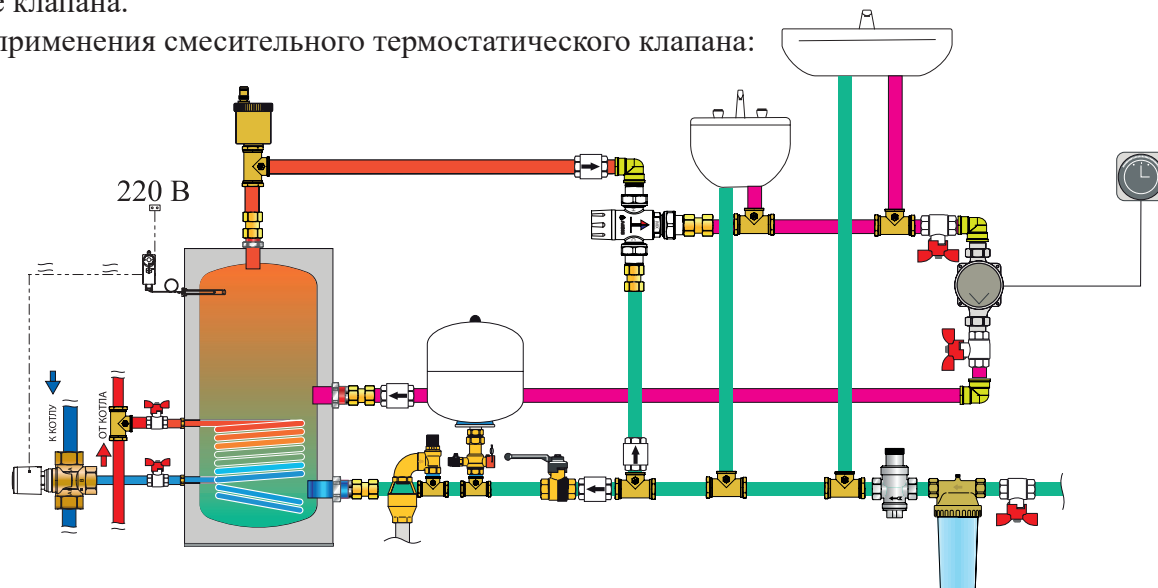 е клапана.
применения смесительного термостатического клапана:
220 В
К КОТЛУ
ОТ КОТЛА